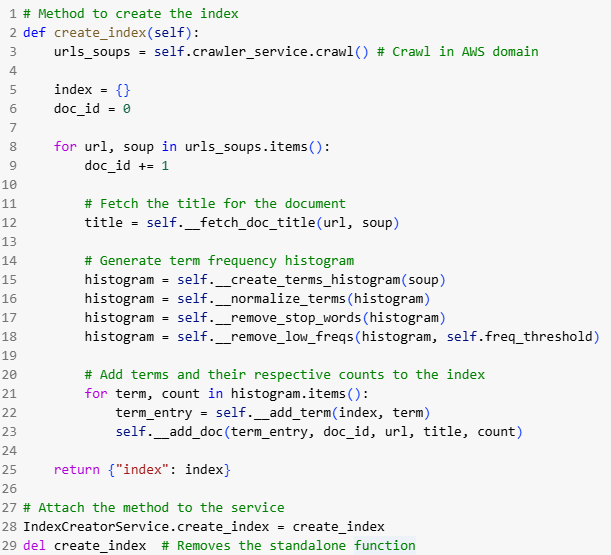 1 # Method to create the index
2 def create_index(self):
3     urls_soups = self.crawler_service.crawl() # Crawl in AWS domain
4
5     index = {}
6     doc_id = 0
7
8     for url, soup in urls_soups.items():
9         doc_id += 1
10
11         # Fetch the title for the document
12         title = self.__fetch_doc_title(url, soup)
13
14         # Generate term frequency histogram
15         histogram = self.__create_terms_histogram(soup)
16         histogram = self.__normalize_terms(histogram)
17         histogram = self.__remove_stop_words(histogram)
18         histogram = self.__remove_low_freqs(histogram, self.freq_threshold)
19
20         # Add terms and their respective counts to the index
21         for term, count in histogram.items():
22             term_entry = self.__add_term(index, term)
23             self.__add_doc(term_entry, doc_id, url, title, count)
24
25     return {"index": index}
26
27 # Attach the method to the service
28 IndexCreatorService.create_index = create_index
29 del create_index  # Removes the standalone function